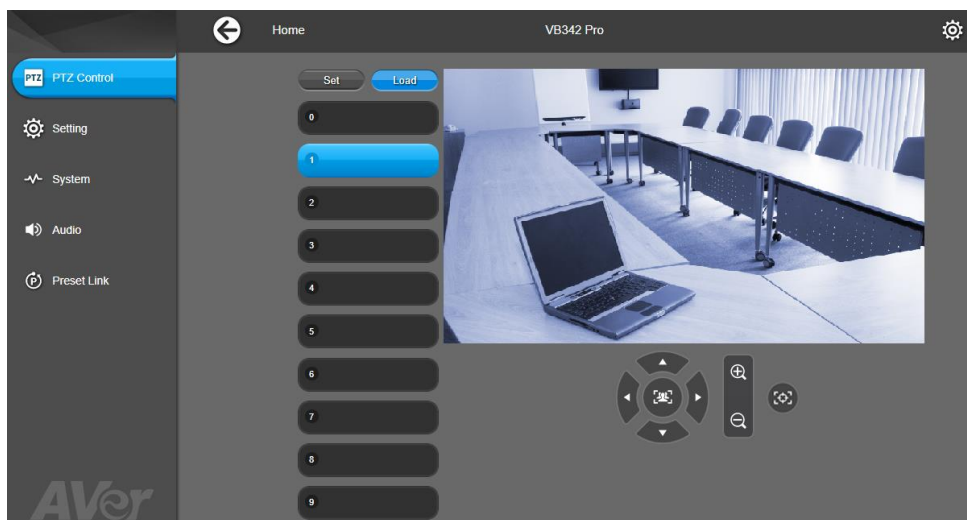 Home
VB342 Pro
PTZ PTZ Control
Setting
System
Audio
P Preset Link
Set
Load
0
1
2
3
4
5
6
7
8
9
AVer